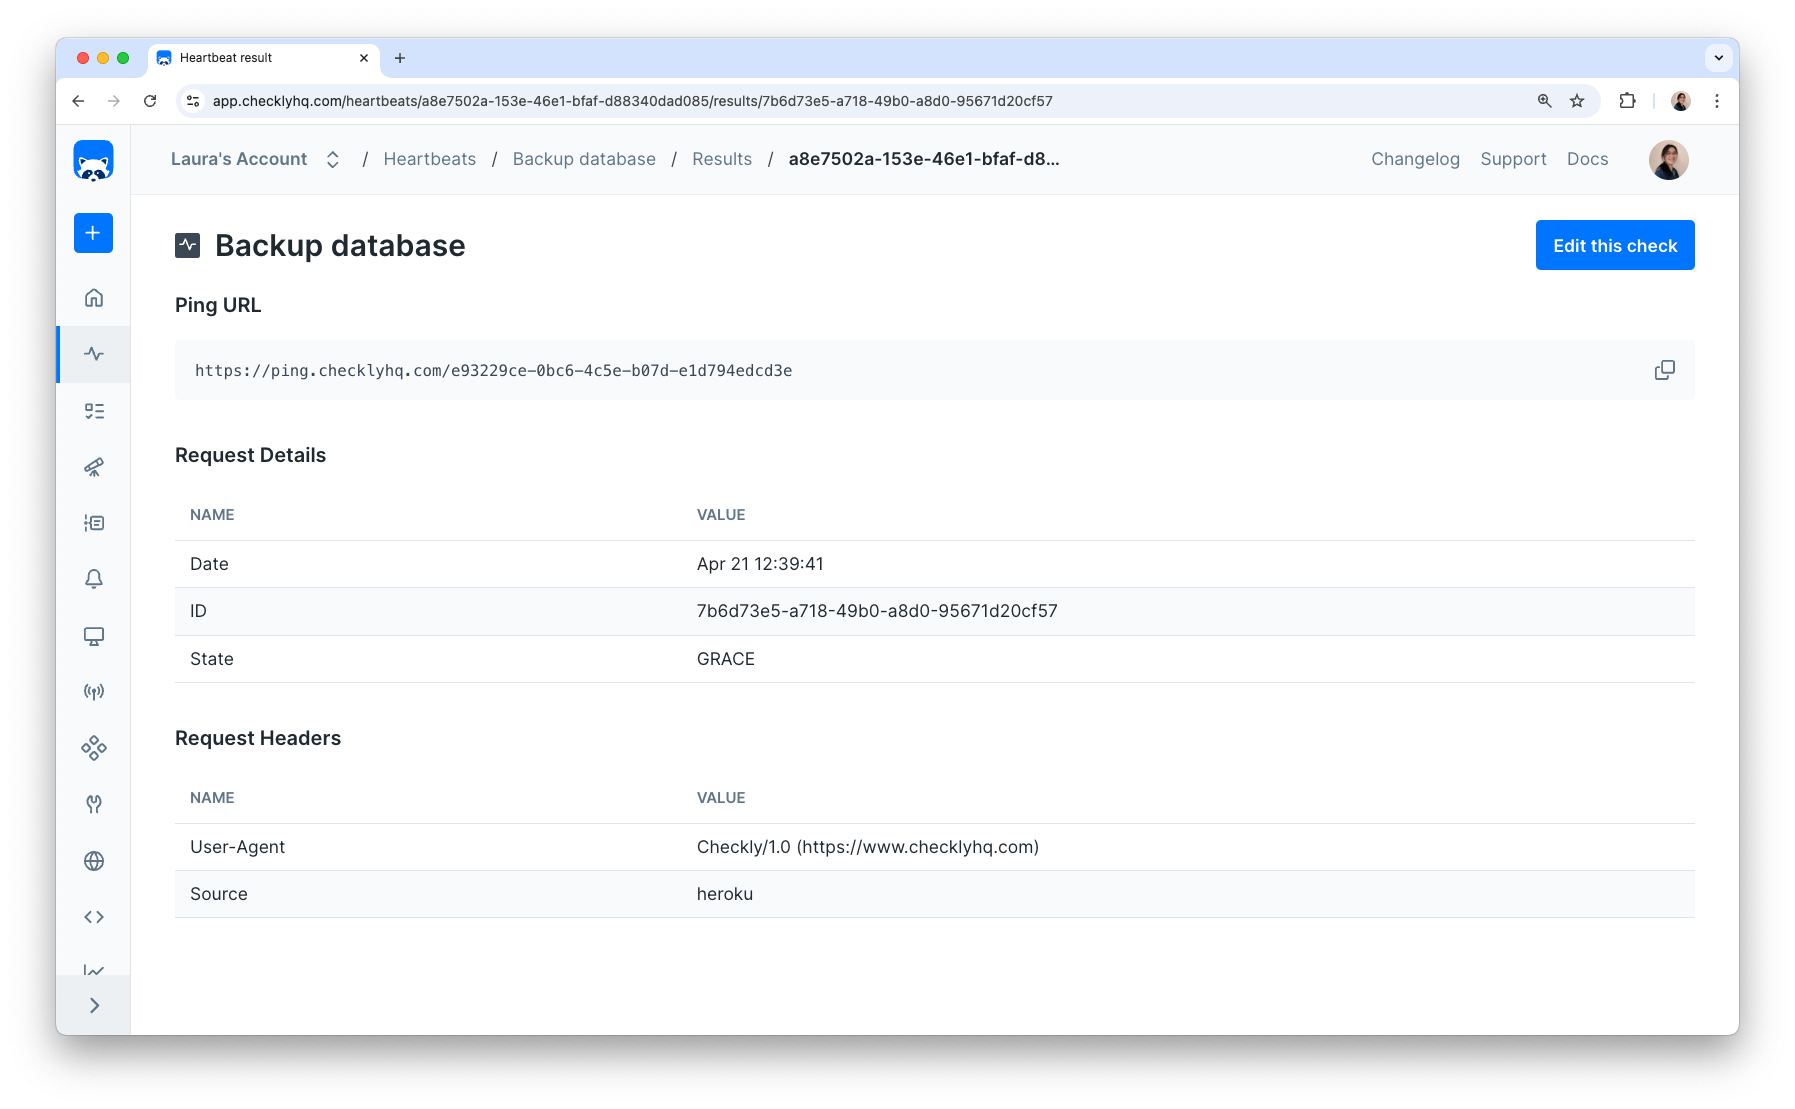 Heartbeat result
app.checklyhq.com/heartbeats/a8e7502a-153e-46e1-bfaf-d88340dad085/results/7b6d73e5-a718-49b0-a8d0-95671d20cf57
Laura's Account / Heartbeats / Backup database / Results / a8e7502a-153e-46e1-bfaf-d8... Changelog Support Docs
Backup database Edit this check
Ping URL
https://ping.checklyhq.com/e93229ce-0bc6-4c5e-b07d-e1d794edcd3e
Request Details
NAME VALUE
Date Apr 21 12:39:41
ID 7b6d73e5-a718-49b0-a8d0-95671d20cf57
State GRACE
Request Headers
NAME VALUE
User-Agent Checkly/1.0 (https://www.checklyhq.com)
Source heroku